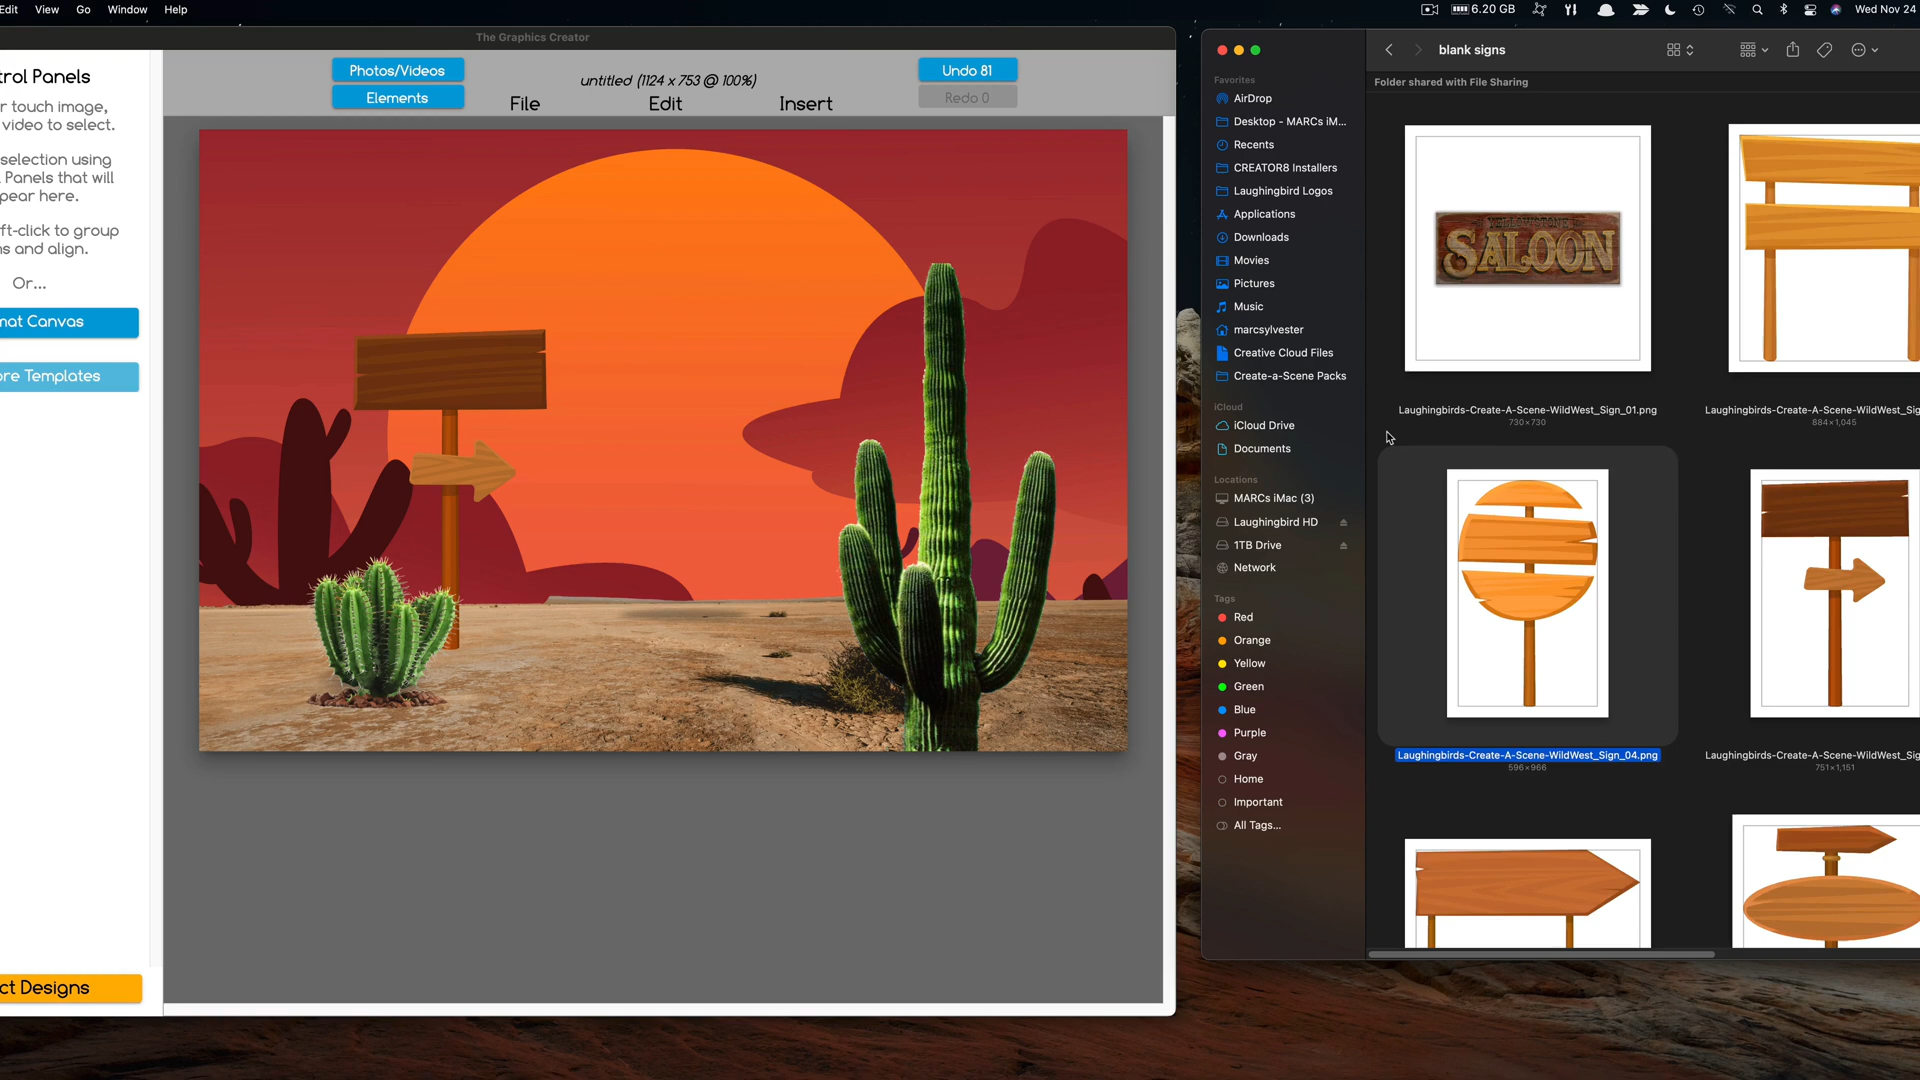 Edit View Go Window Help
6.20 GB
Wed Nov 24
The Graphics Creator
trol Panels
r touch image,
video to select.
selection using
Panels that will
pear here.
ft-click to group
ns and align.
Or...
mat Canvas
ore Templates
ct Designs
Photos/Videos
Elements
untitled (1124 x 753 @ 100%)
File Edit Insert
Undo 81
Redo 0
Favorites
AirDrop
Desktop - MARCs iM...
Recents
CREATOR8 Installers
Laughingbird Logos
Applications
Downloads
Movies
Pictures
Music
marcsylvester
Creative Cloud Files
Create-a-Scene Packs
iCloud
iCloud Drive
Documents
Locations
MARCs iMac (3)
Laughingbird HD
1TB Drive
Network
Tags
Red
Orange
Yellow
Green
Blue
Purple
Gray
Home
Important
All Tags...
blank signs
Folder shared with File Sharing
YELLOWSTONE
SALOON
Laughingbirds-Create-A-Scene-WildWest_Sign_01.png
730×730
Laughingbirds-Create-A-Scene-WildWest_Sig
884×1,045
Laughingbirds-Create-A-Scene-WildWest_Sign_04.png
596×966
Laughingbirds-Create-A-Scene-WildWest_Sig
751×1,151